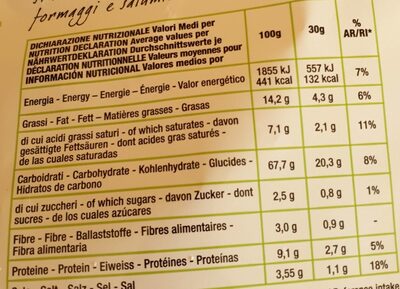 formaggi e salumi
DICHIARAZIONE NUTRIZIONALE Valori Medi per
NUTRITION DECLARATION Average values per
NÄHRWERTDEKLARATION Durchschnittswerte je
DÉCLARATION NUTRITIONNELLE Valeurs moyennes pour
INFORMACIÓN NUTRICIONAL Valores medios por
100g 30g % AR/RI*
Energia - Energy – Energie – Énergie - Valor energético 1855 kJ 441 kcal 557 kJ 132 kcal 7%
Grassi - Fat - Fett – Matières grasses - Grasas 14,2 g 4,3 g 6%
di cui acidi grassi saturi - of which saturates - davon
gesättigte Fettsäuren - dont acides gras saturés -
de las cuales saturadas 7,1 g 2,1 g 11%
Carboidrati - Carbohydrate - Kohlenhydrate - Glucides -
Hidratos de carbono 67,7 g 20,3 g 8%
di cui zuccheri - of which sugars - davon Zucker - dont
sucres - de los cuales azúcares 2,5 g 0,8 g 1%
Fibre - Fibre - Ballaststoffe - Fibres alimentaires -
Fibra alimentaria 3,0 g 0,9 g -
Proteine - Protein - Eiweiss - Protéines - Proteínas 9,1 g 2,7 g 5%
Salt - Salz - Sel - Sal 3,55 g 1,1 g 18%
intake